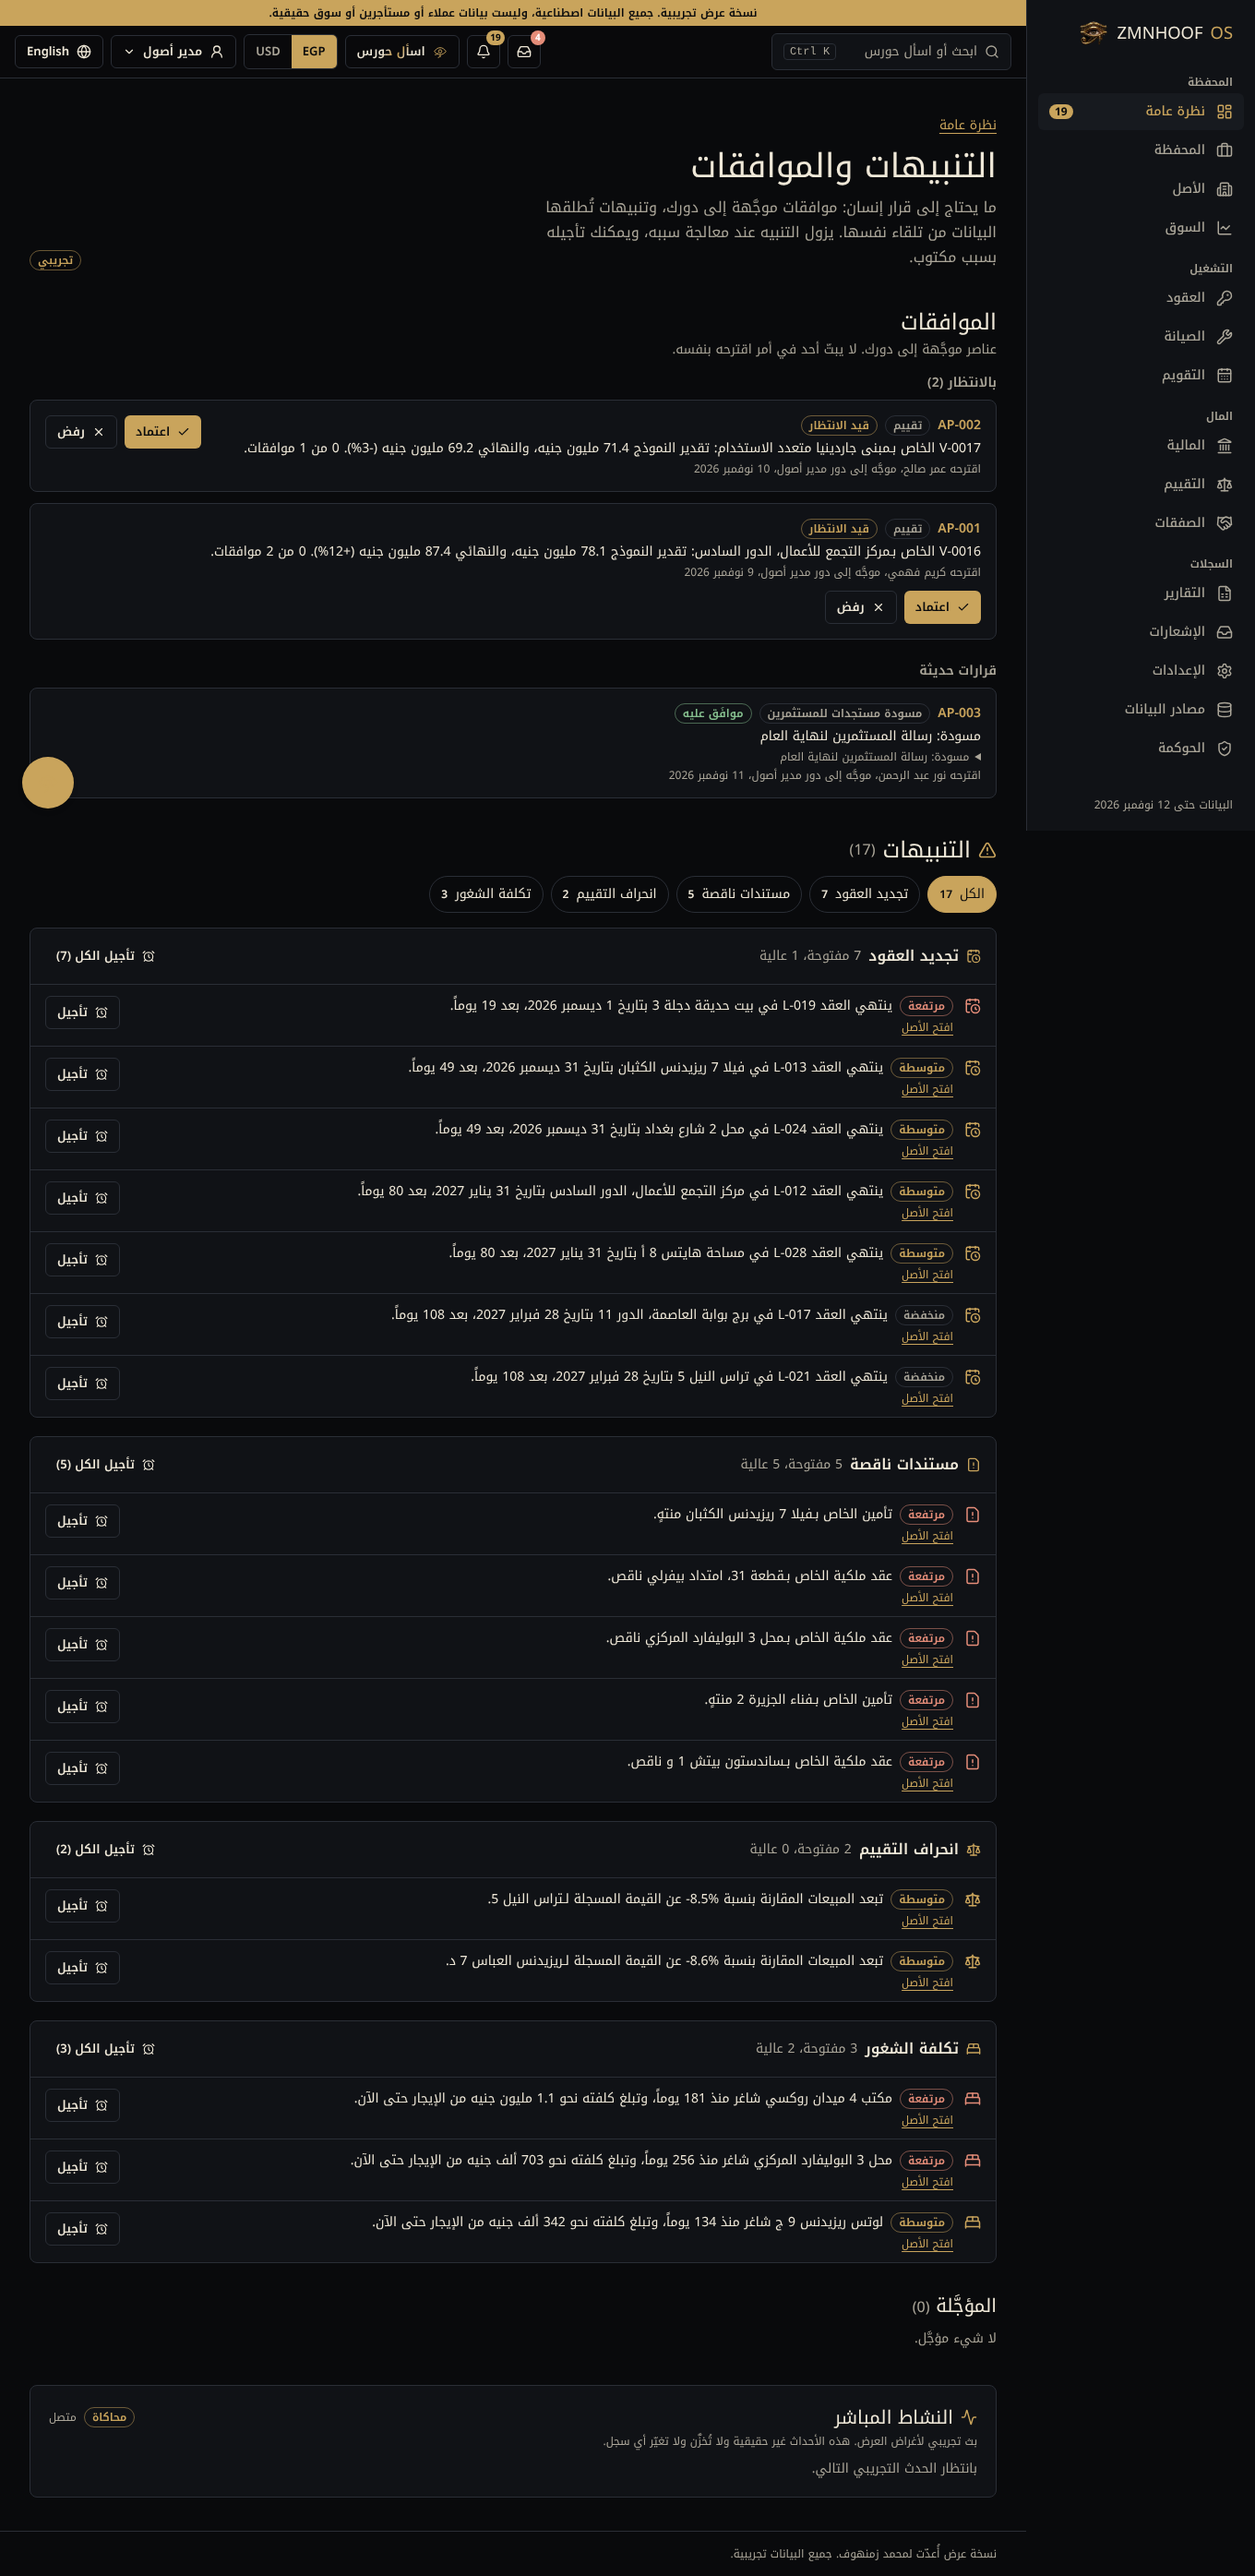 نسخة عرض تجريبية. جميع البيانات اصطناعية، وليست بيانات عملاء أو مستأجرين أو سوق حقيقية.
ZMNHOOF OS
المحفظة
نظرة عامة 19
المحفظة
الأصل
السوق
التشغيل
العقود
الصيانة
التقويم
المال
المالية
التقييم
الصفقات
السجلات
التقارير
الإشعارات
الإعدادات
مصادر البيانات
الحوكمة
البيانات حتى 12 نوفمبر 2026
ابحث أو اسأل حورس Ctrl K
4
19
اسأل حورس
EGP USD
مدير أصول
English
نظرة عامة
التنبيهات والموافقات
ما يحتاج إلى قرار إنسان: موافقات موجَّهة إلى دورك، وتنبيهات تُطلقها
البيانات من تلقاء نفسها. يزول التنبيه عند معالجة سببه، ويمكنك تأجيله
بسبب مكتوب.
تجريبي
الموافقات
عناصر موجَّهة إلى دورك. لا يبتّ أحد في أمر اقترحه بنفسه.
بالانتظار (2)
AP-002 تقييم قيد الانتظار
V-0017 الخاص بـمبنى جاردينيا متعدد الاستخدام: تقدير النموذج 71.4 مليون جنيه، والنهائي 69.2 مليون جنيه (-3%). 0 من 1 موافقات.
اقترحه عمر صالح، موجَّه إلى دور مدير أصول، 10 نوفمبر 2026
اعتماد
رفض
AP-001 تقييم قيد الانتظار
V-0016 الخاص بـمركز التجمع للأعمال، الدور السادس: تقدير النموذج 78.1 مليون جنيه، والنهائي 87.4 مليون جنيه (+12%). 0 من 2 موافقات.
اقترحه كريم فهمي، موجَّه إلى دور مدير أصول، 9 نوفمبر 2026
اعتماد
رفض
قرارات حديثة
AP-003 مسودة مستجدات للمستثمرين موافَق عليه
مسودة: رسالة المستثمرين لنهاية العام
مسودة: رسالة المستثمرين لنهاية العام
اقترحه نور عبد الرحمن، موجَّه إلى دور مدير أصول، 11 نوفمبر 2026
التنبيهات (17)
الكل 17
تجديد العقود 7
مستندات ناقصة 5
انحراف التقييم 2
تكلفة الشغور 3
تجديد العقود 7 مفتوحة، 1 عالية
تأجيل الكل (7)
مرتفعة ينتهي العقد L-019 في بيت حديقة دجلة 3 بتاريخ 1 ديسمبر 2026، بعد 19 يوماً.
افتح الأصل
تأجيل
متوسطة ينتهي العقد L-013 في فيلا 7 ريزيدنس الكثبان بتاريخ 31 ديسمبر 2026، بعد 49 يوماً.
افتح الأصل
تأجيل
متوسطة ينتهي العقد L-024 في محل 2 شارع بغداد بتاريخ 31 ديسمبر 2026، بعد 49 يوماً.
افتح الأصل
تأجيل
متوسطة ينتهي العقد L-012 في مركز التجمع للأعمال، الدور السادس بتاريخ 31 يناير 2027، بعد 80 يوماً.
افتح الأصل
تأجيل
متوسطة ينتهي العقد L-028 في مساحة هايتس 8 أ بتاريخ 31 يناير 2027، بعد 80 يوماً.
افتح الأصل
تأجيل
منخفضة ينتهي العقد L-017 في برج بوابة العاصمة، الدور 11 بتاريخ 28 فبراير 2027، بعد 108 يوماً.
افتح الأصل
تأجيل
منخفضة ينتهي العقد L-021 في تراس النيل 5 بتاريخ 28 فبراير 2027، بعد 108 يوماً.
افتح الأصل
تأجيل
مستندات ناقصة 5 مفتوحة، 5 عالية
تأجيل الكل (5)
مرتفعة تأمين الخاص بـفيلا 7 ريزيدنس الكثبان منتهٍ.
افتح الأصل
تأجيل
مرتفعة عقد ملكية الخاص بـقطعة 31، امتداد بيفرلي ناقص.
افتح الأصل
تأجيل
مرتفعة عقد ملكية الخاص بـمحل 3 البوليفارد المركزي ناقص.
افتح الأصل
تأجيل
مرتفعة تأمين الخاص بـفناء الجزيرة 2 منتهٍ.
افتح الأصل
تأجيل
مرتفعة عقد ملكية الخاص بـساندستون بيتش 1 و ناقص.
افتح الأصل
تأجيل
انحراف التقييم 2 مفتوحة، 0 عالية
تأجيل الكل (2)
متوسطة تبعد المبيعات المقارنة بنسبة %8.5- عن القيمة المسجلة لـتراس النيل 5.
افتح الأصل
تأجيل
متوسطة تبعد المبيعات المقارنة بنسبة %8.6- عن القيمة المسجلة لـريزيدنس العباس 7 د.
افتح الأصل
تأجيل
تكلفة الشغور 3 مفتوحة، 2 عالية
تأجيل الكل (3)
مرتفعة مكتب 4 ميدان روكسي شاغر منذ 181 يوماً، وتبلغ كلفته نحو 1.1 مليون جنيه من الإيجار حتى الآن.
افتح الأصل
تأجيل
مرتفعة محل 3 البوليفارد المركزي شاغر منذ 256 يوماً، وتبلغ كلفته نحو 703 ألف جنيه من الإيجار حتى الآن.
افتح الأصل
تأجيل
متوسطة لوتس ريزيدنس 9 ج شاغر منذ 134 يوماً، وتبلغ كلفته نحو 342 ألف جنيه من الإيجار حتى الآن.
افتح الأصل
تأجيل
المؤجَّلة (0)
لا شيء مؤجَّل.
النشاط المباشر
محاكاة متصل
بث تجريبي لأغراض العرض. هذه الأحداث غير حقيقية ولا تُخزَّن ولا تغيّر أي سجل.
بانتظار الحدث التجريبي التالي.
نسخة عرض أُعدّت لمحمد زمنهوف. جميع البيانات تجريبية.